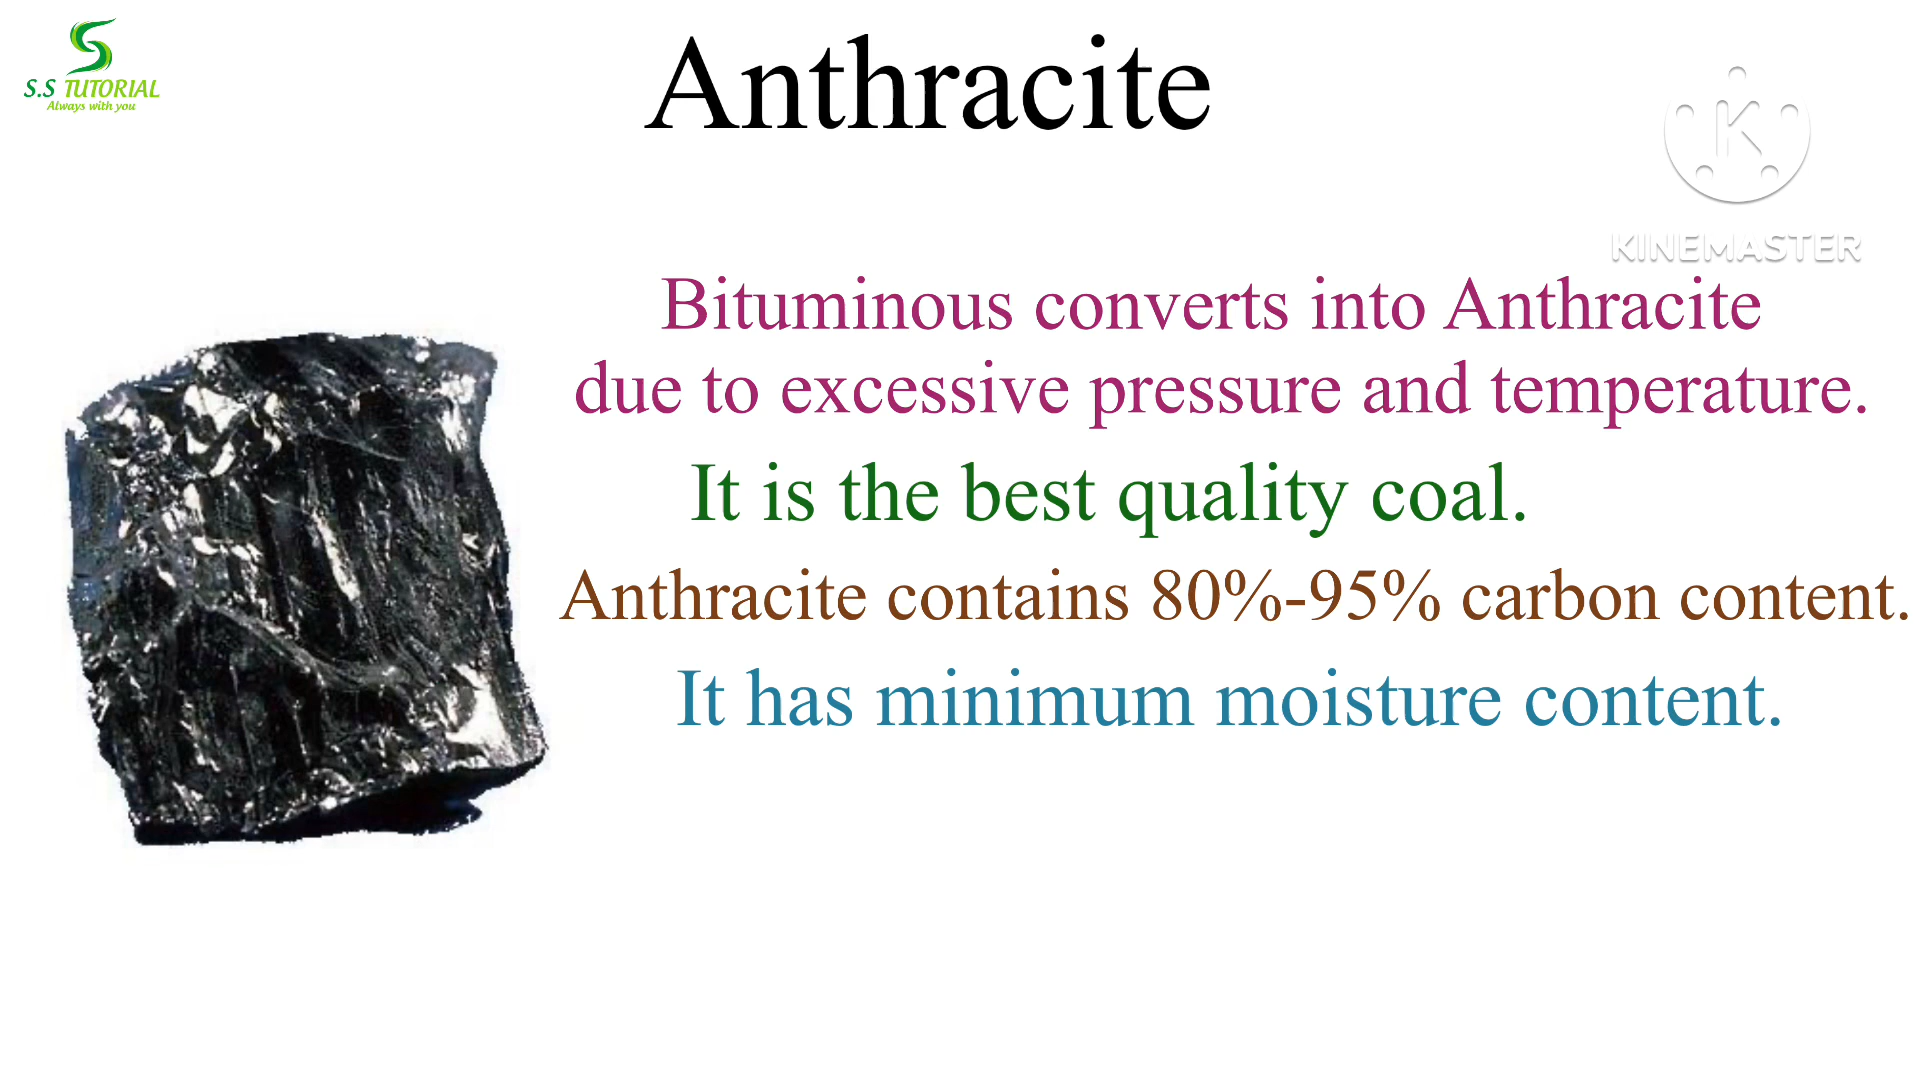 S.S TUTORIAL
Always with you
Anthracite
K
KINEMASTER
Bituminous converts into Anthracite
due to excessive pressure and temperature.
It is the best quality coal.
Anthracite contains 80%-95% carbon content.
It has minimum moisture content.